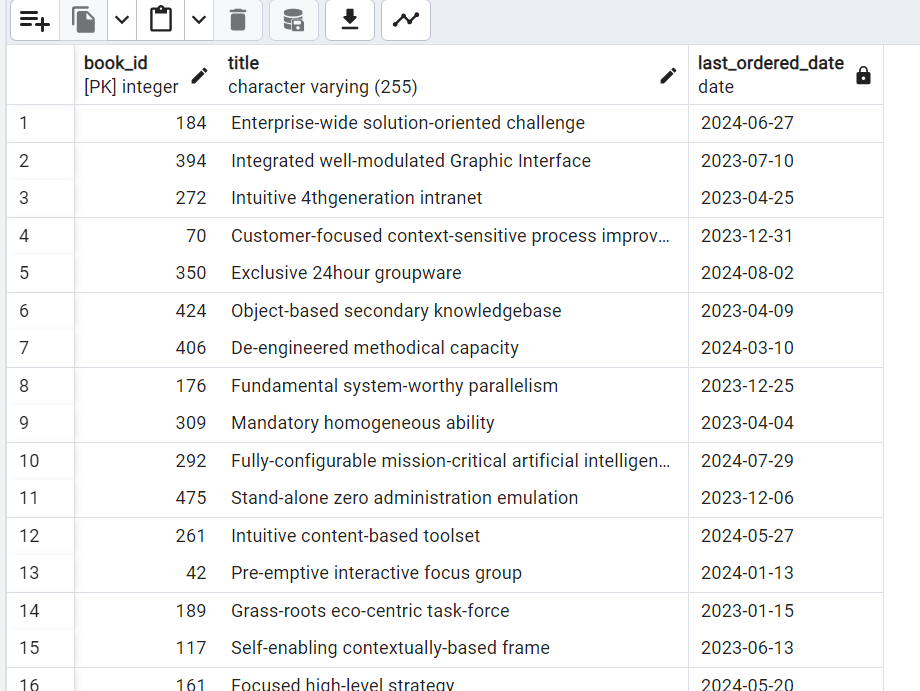 book_id title last_ordered_date
[PK] integer character varying (255) date
1 184 Enterprise-wide solution-oriented challenge 2024-06-27
2 394 Integrated well-modulated Graphic Interface 2023-07-10
3 272 Intuitive 4thgeneration intranet 2023-04-25
4 70 Customer-focused context-sensitive process improv... 2023-12-31
5 350 Exclusive 24hour groupware 2024-08-02
6 424 Object-based secondary knowledgebase 2023-04-09
7 406 De-engineered methodical capacity 2024-03-10
8 176 Fundamental system-worthy parallelism 2023-12-25
9 309 Mandatory homogeneous ability 2023-04-04
10 292 Fully-configurable mission-critical artificial intelligen... 2024-07-29
11 475 Stand-alone zero administration emulation 2023-12-06
12 261 Intuitive content-based toolset 2024-05-27
13 42 Pre-emptive interactive focus group 2024-01-13
14 189 Grass-roots eco-centric task-force 2023-01-15
15 117 Self-enabling contextually-based frame 2023-06-13
16 161 Focused high-level strategy 2024-05-20